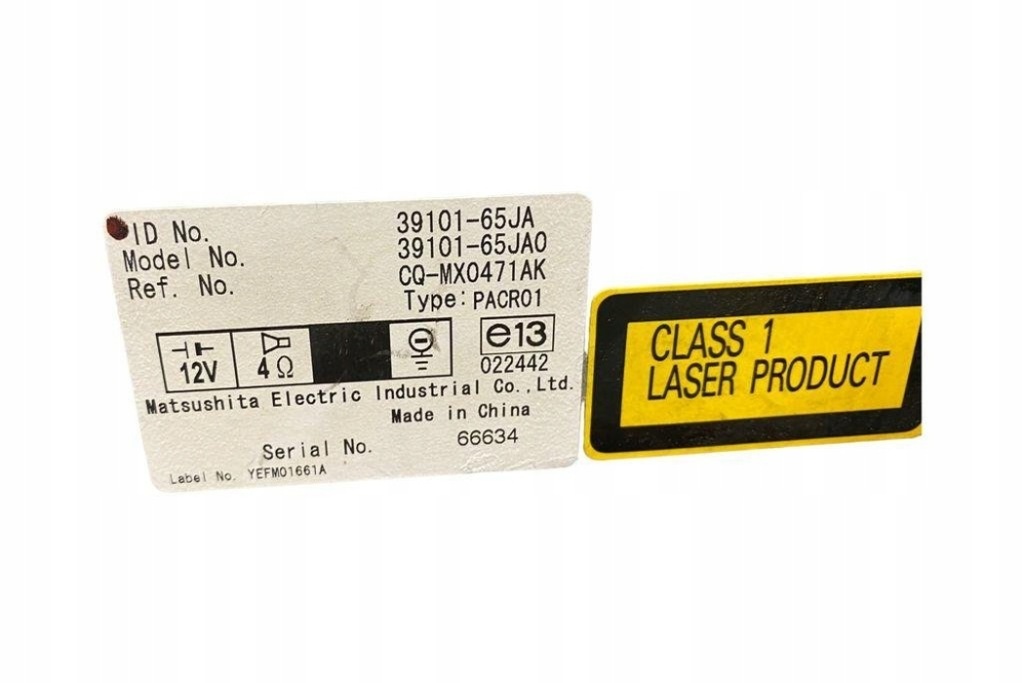 ID No. 39101-65JA
Model No. 39101-65JA0
Ref. No. CQ-MX0471AK
Type: PACR01
12V 4Ω e13
022442
Matsushita Electric Industrial Co.,Ltd.
Made in China
Serial No. 66634
Label No. YEFM01661A
CLASS 1
LASER PRODUCT